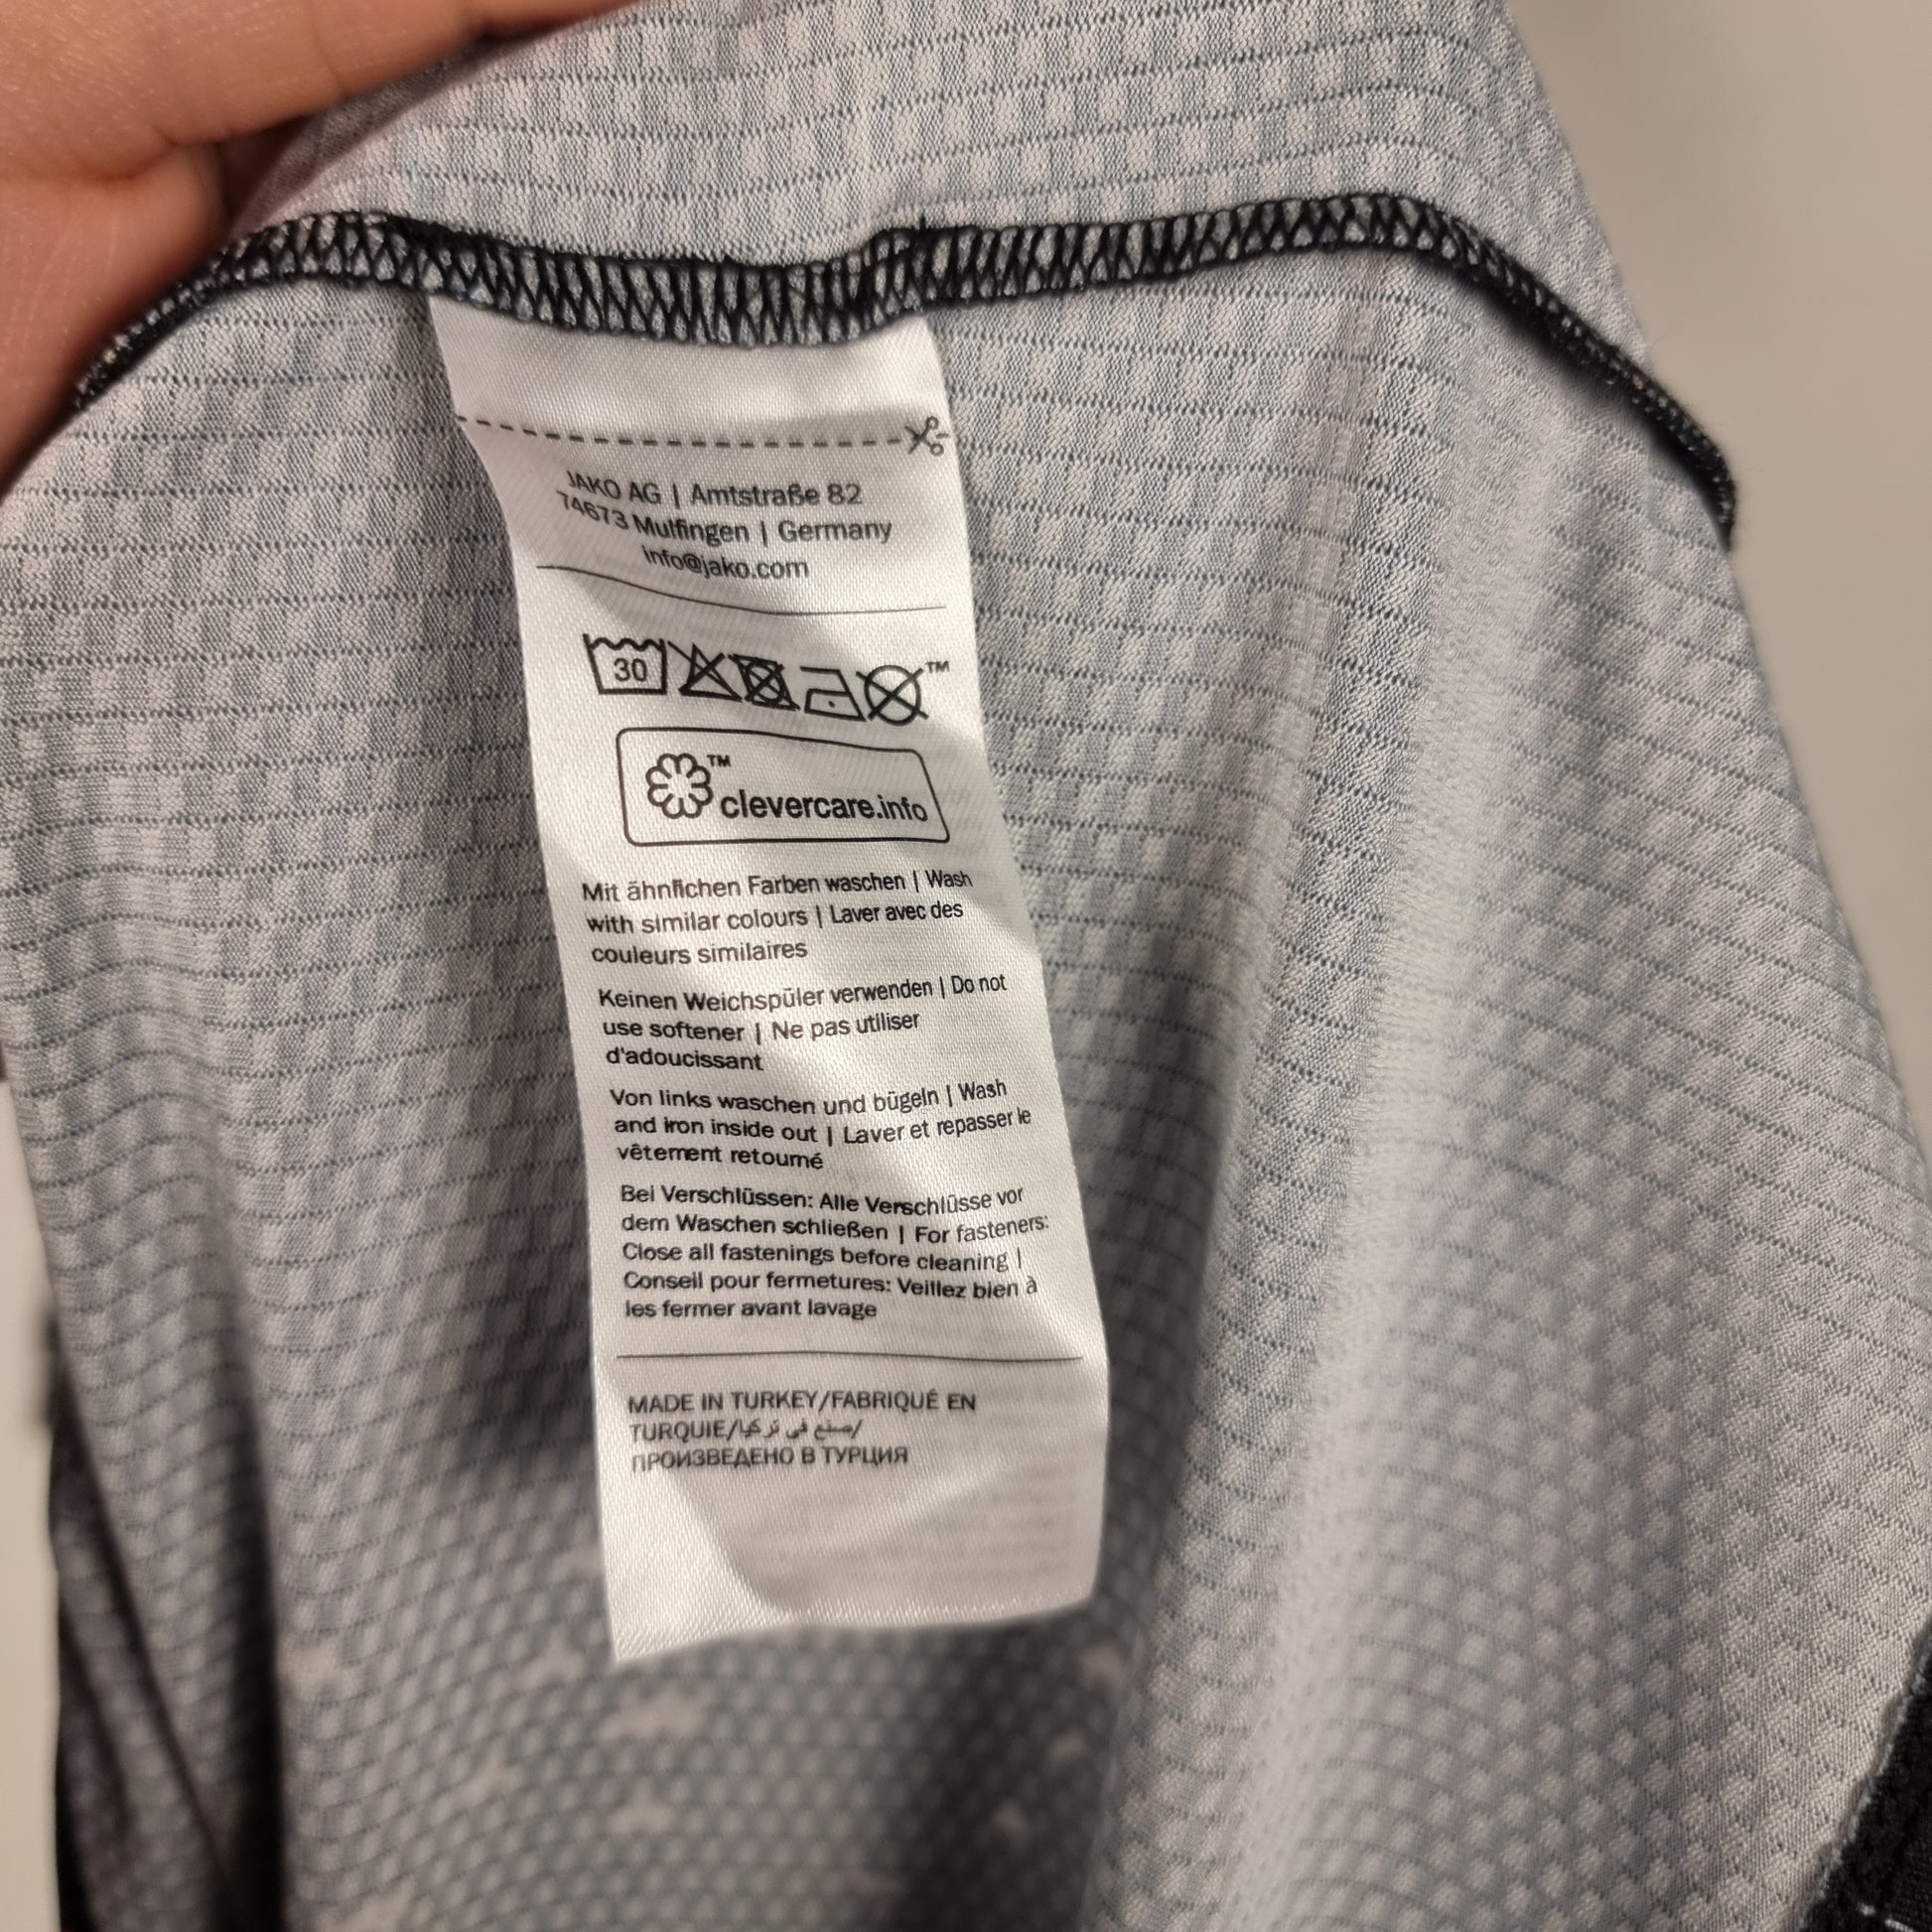 JAKO AG | Amtstraße 82
74673 Mulfingen | Germany
info@jako.com
30
™
™
clevercare.info
Mit ähnlichen Farben waschen | Wash
with similar colours | Laver avec des
couleurs similaires
Keinen Weichspüler verwenden | Do not
use softener | Ne pas utiliser
d'adoucissant
Von links waschen und bügeln | Wash
and iron inside out | Laver et repasser le
vêtement retourné
Bei Verschlüssen: Alle Verschlüsse vor
dem Waschen schließen | For fasteners:
Close all fastenings before cleaning |
Conseil pour fermetures: Veillez bien à
les fermer avant lavage
MADE IN TURKEY/FABRIQUÉ EN
TURQUIE/صنع في تركيا/
ПРОИЗВЕДЕНО В ТУРЦИЯ